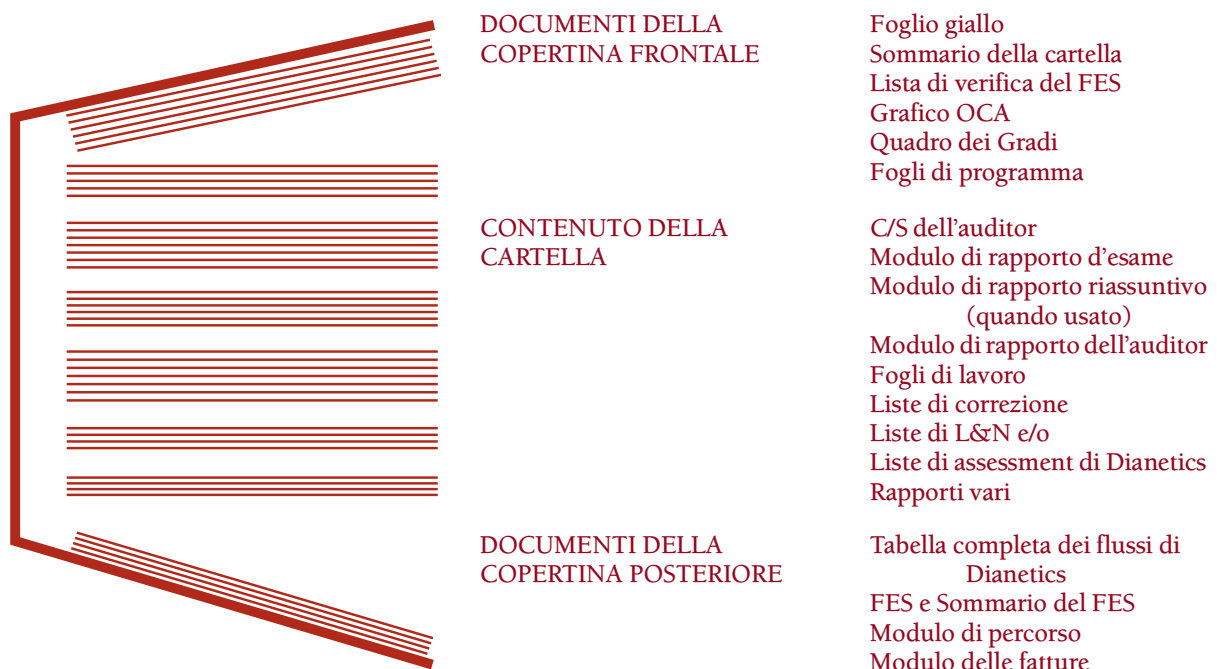 DOCUMENTI DELLA
COPERTINA FRONTALE
Foglio giallo
Sommario della cartella
Lista di verifica del FES
Grafico OCA
Quadro dei Gradi
Fogli di programma
CONTENUTO DELLA
CARTELLA
C/S dell’auditor
Modulo di rapporto d’esame
Modulo di rapporto riassuntivo
(quando usato)
Modulo di rapporto dell’auditor
Fogli di lavoro
Liste di correzione
Liste di L&N e/o
Liste di assessment di Dianetics
Rapporti vari
DOCUMENTI DELLA
COPERTINA POSTERIORE
Tabella completa dei flussi di
Dianetics
FES e Sommario del FES
Modulo di percorso
Modulo delle fatture